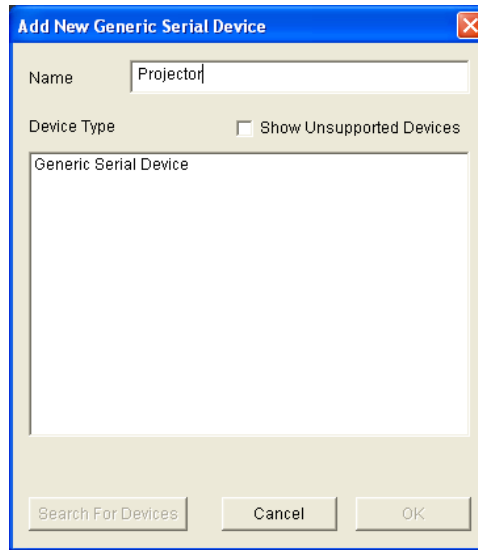 Add New Generic Serial Device
Name Projector
Device Type Show Unsupported Devices
Generic Serial Device
Search For Devices Cancel OK